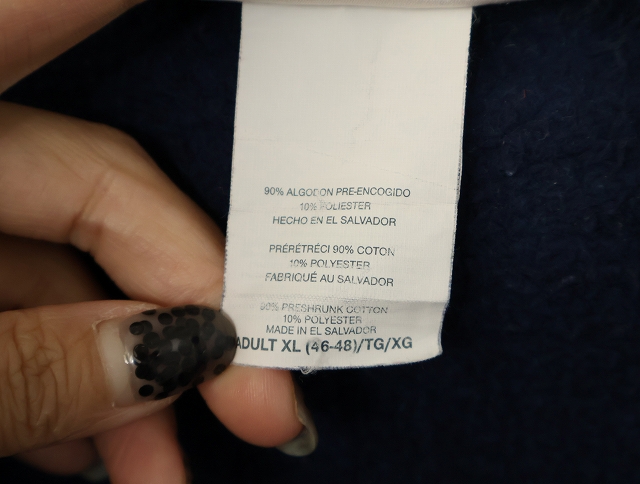 90% ALGODON PRE-ENCOGIDO
10% POLIESTER
HECHO EN EL SALVADOR
PRÉRÉTRÉCI 90% COTON
10% POLYESTER
FABRIQUÉ AU SALVADOR
90% PRESHRUNK COTTON
10% POLYESTER
MADE IN EL SALVADOR
ADULT XL (46-48)/TG/XG